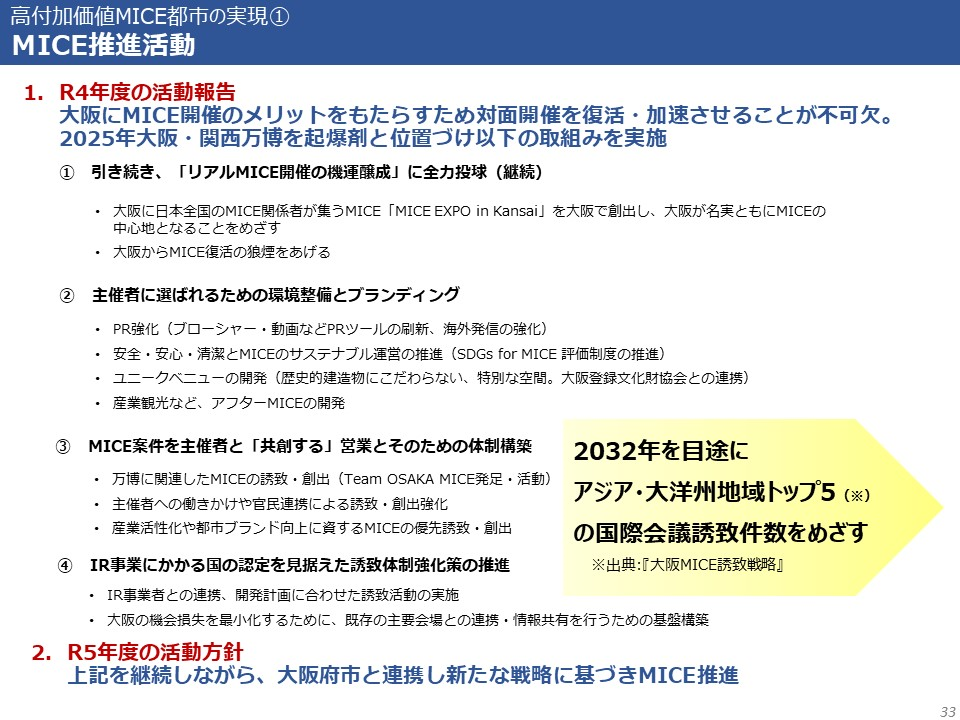 高付加価値MICE都市の実現①
MICE推進活動
1. R4年度の活動報告
大阪にMICE開催のメリットをもたらすため対面開催を復活・加速させることが不可欠。
2025年大阪・関西万博を起爆剤と位置づけ以下の取組みを実施
① 引き続き、「リアルMICE開催の機運醸成」に全力投球（継続）
• 大阪に日本全国のMICE関係者が集うMICE「MICE EXPO in Kansai」を大阪で創出し、大阪が名実ともにMICEの
中心地となることをめざす
• 大阪からMICE復活の狼煙をあげる
② 主催者に選ばれるための環境整備とブランディング
• PR強化（ブローシャー・動画などPRツールの刷新、海外発信の強化）
• 安全・安心・清潔とMICEのサステナブル運営の推進（SDGs for MICE 評価制度の推進）
• ユニークベニューの開発（歴史的建造物にこだわらない、特別な空間。大阪登録文化財協会との連携）
• 産業観光など、アフターMICEの開発
③ MICE案件を主催者と「共創する」営業とそのための体制構築
• 万博に関連したMICEの誘致・創出（Team OSAKA MICE発足・活動）
• 主催者への働きかけや官民連携による誘致・創出強化
• 産業活性化や都市ブランド向上に資するMICEの優先誘致・創出
④ IR事業にかかる国の認定を見据えた誘致体制強化策の推進
• IR事業者との連携、開発計画に合わせた誘致活動の実施
• 大阪の機会損失を最小化するために、既存の主要会場との連携・情報共有を行うための基盤構築
2032年を目途に
アジア・大洋州地域トップ5（※）
の国際会議誘致件数をめざす
※出典:『大阪MICE誘致戦略』
2. R5年度の活動方針
上記を継続しながら、大阪府市と連携し新たな戦略に基づきMICE推進
33